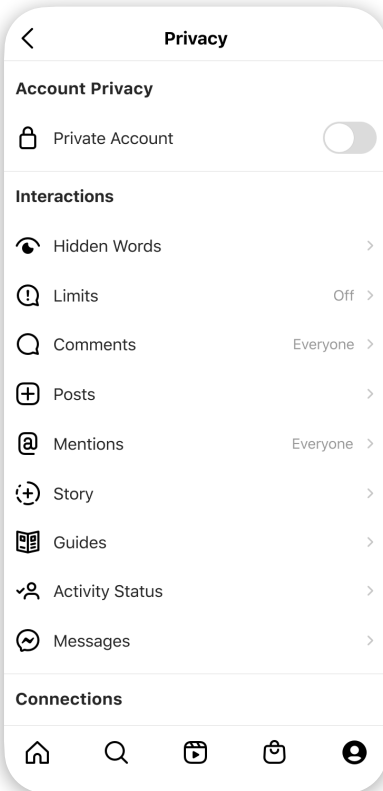 Privacy
Account Privacy
Private Account
Interactions
Hidden Words
Limits Off
Comments Everyone
Posts
Mentions Everyone
Story
Guides
Activity Status
Messages
Connections